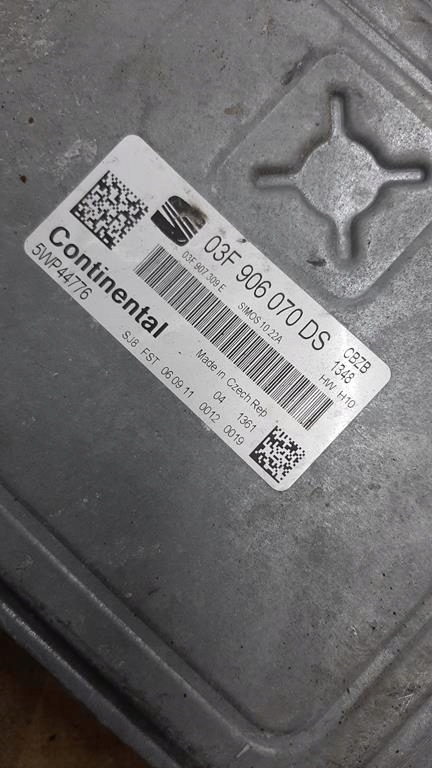 03F 906 070 DS
03F 907 309 E SIMOS 10.22A CBZB
1348
HW H10
Continental
5WP44776
Made in Czech Rep
04 1361
SJ8 FST 06 09 11 0012 0019